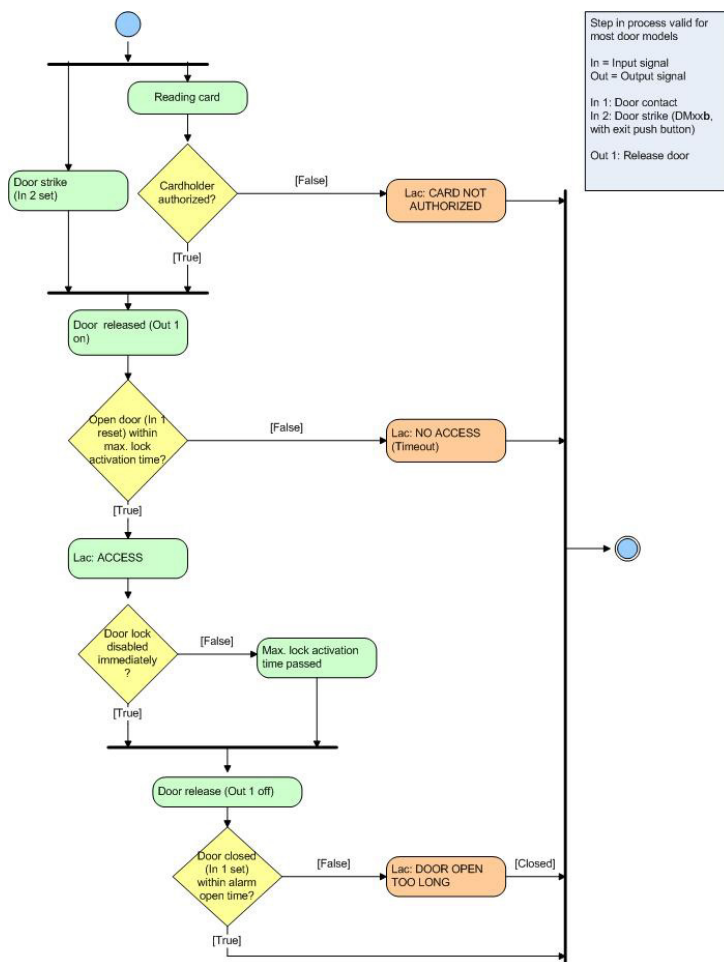 Step in process valid for
most door models
In = Input signal
Out = Output signal
In 1: Door contact
In 2: Door strike (DMxxb,
with exit push button)
Out 1: Release door
Reading card
Door strike
(In 2 set)
Cardholder
authorized?
[False]
Lac: CARD NOT
AUTHORIZED
[True]
Door released (Out 1
on)
Open door (In 1
reset) within
max. lock
activation time?
[False]
Lac: NO ACCESS
(Timeout)
[True]
Lac: ACCESS
Door lock
disabled
immediately
?
[False]
Max. lock activation
time passed
[True]
Door release (Out 1 off)
Door closed
(In 1 set)
within alarm
open time?
[False]
Lac: DOOR OPEN
TOO LONG
[Closed]
[True]